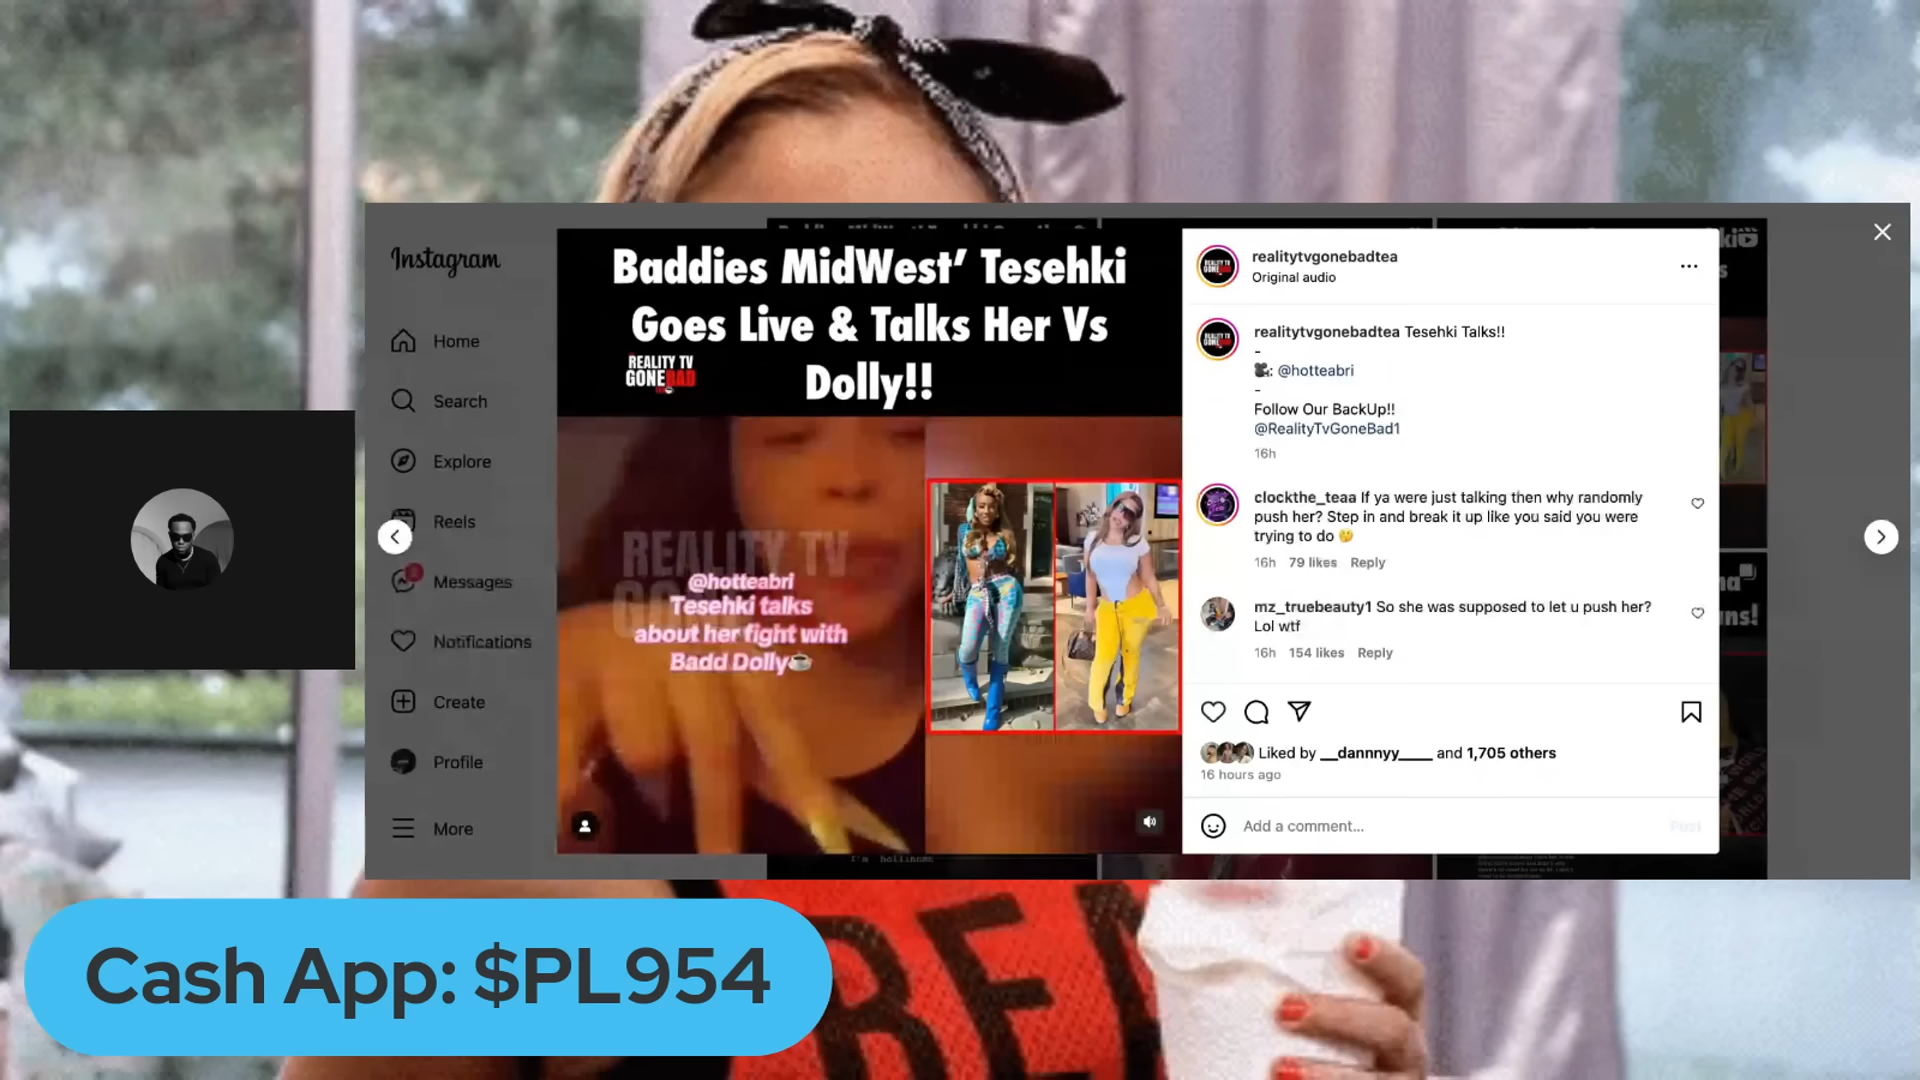 Instagram
Home
Search
Explore
Reels
Messages
Notifications
Create
Profile
More
Baddies MidWest’ Tesehki
Goes Live & Talks Her Vs
Dolly!!
REALITY TV
GONE BAD
REALITY TV
@hotteabri
Tesehki talks
about her fight with
Badd Dolly☕
realitytvgonebadtea
Original audio
realitytvgonebadtea Tesehki Talks!!
-
🎥: @hotteabri
-
Follow Our BackUp!!
@RealityTvGoneBad1
16h
clockthe_teaa If ya were just talking then why randomly
push her? Step in and break it up like you said you were
trying to do 🤔
16h 79 likes Reply
mz_truebeauty1 So she was supposed to let u push her?
Lol wtf
16h 154 likes Reply
Liked by __dannnyy____ and 1,705 others
16 hours ago
Add a comment...
Post
Cash App: $PL954